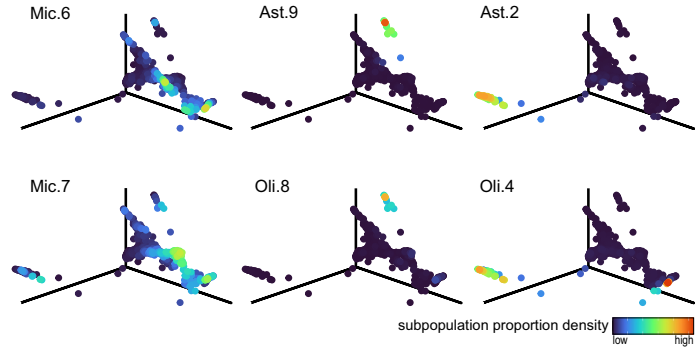 Mic.6
Ast.9
Ast.2
Mic.7
Oli.8
Oli.4
subpopulation proportion density
low
high